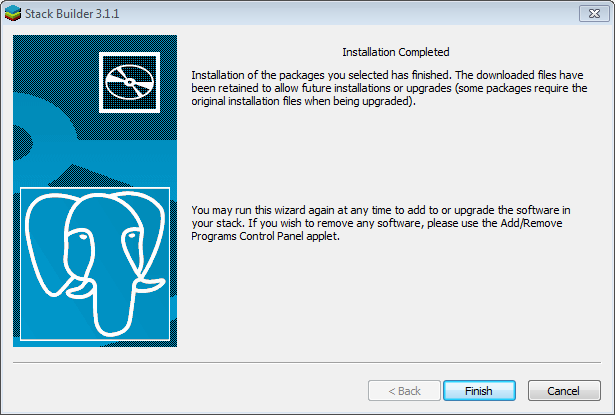 Stack Builder 3.1.1
Installation Completed
Installation of the packages you selected has finished. The downloaded files have
been retained to allow future installations or upgrades (some packages require the
original installation files when being upgraded).
You may run this wizard again at any time to add to or upgrade the software in
your stack. If you wish to remove any software, please use the Add/Remove
Programs Control Panel applet.
< Back Finish Cancel